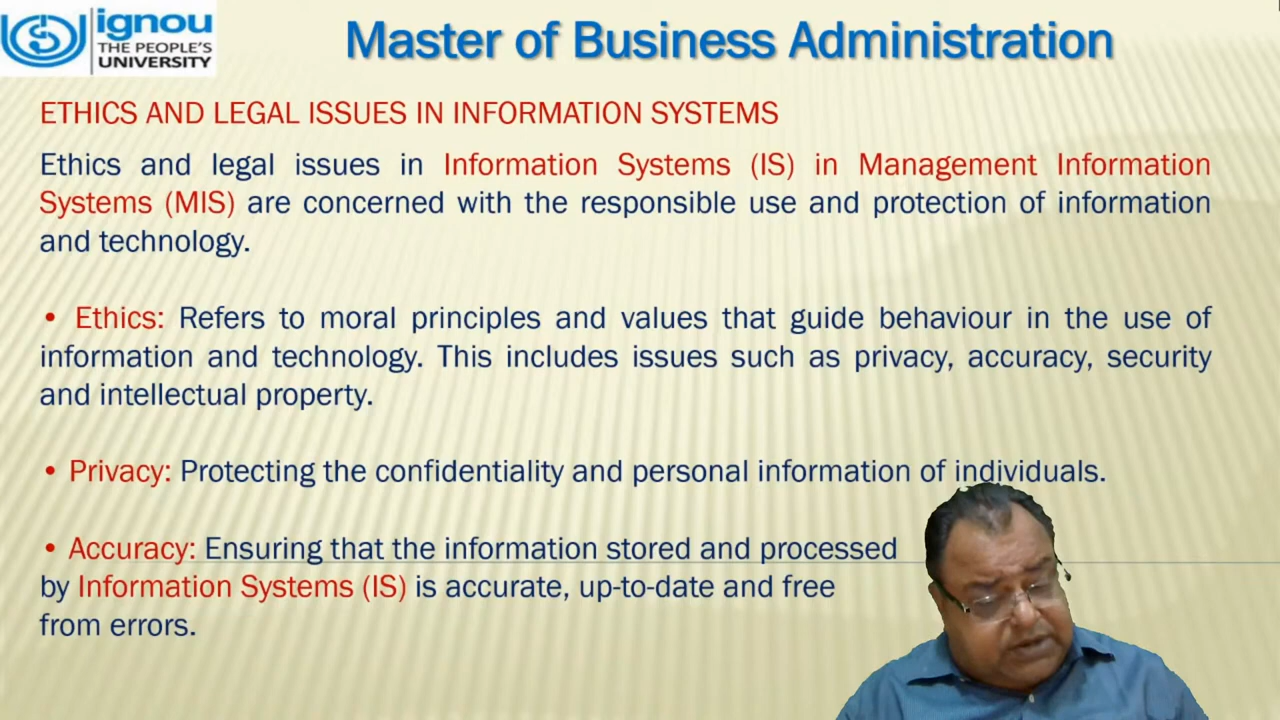 ignou
THE PEOPLE'S
UNIVERSITY
Master of Business Administration
ETHICS AND LEGAL ISSUES IN INFORMATION SYSTEMS
Ethics and legal issues in Information Systems (IS) in Management Information
Systems (MIS) are concerned with the responsible use and protection of information
and technology.
• Ethics: Refers to moral principles and values that guide behaviour in the use of
information and technology. This includes issues such as privacy, accuracy, security
and intellectual property.
• Privacy: Protecting the confidentiality and personal information of individuals.
• Accuracy: Ensuring that the information stored and processed
by Information Systems (IS) is accurate, up-to-date and free
from errors.